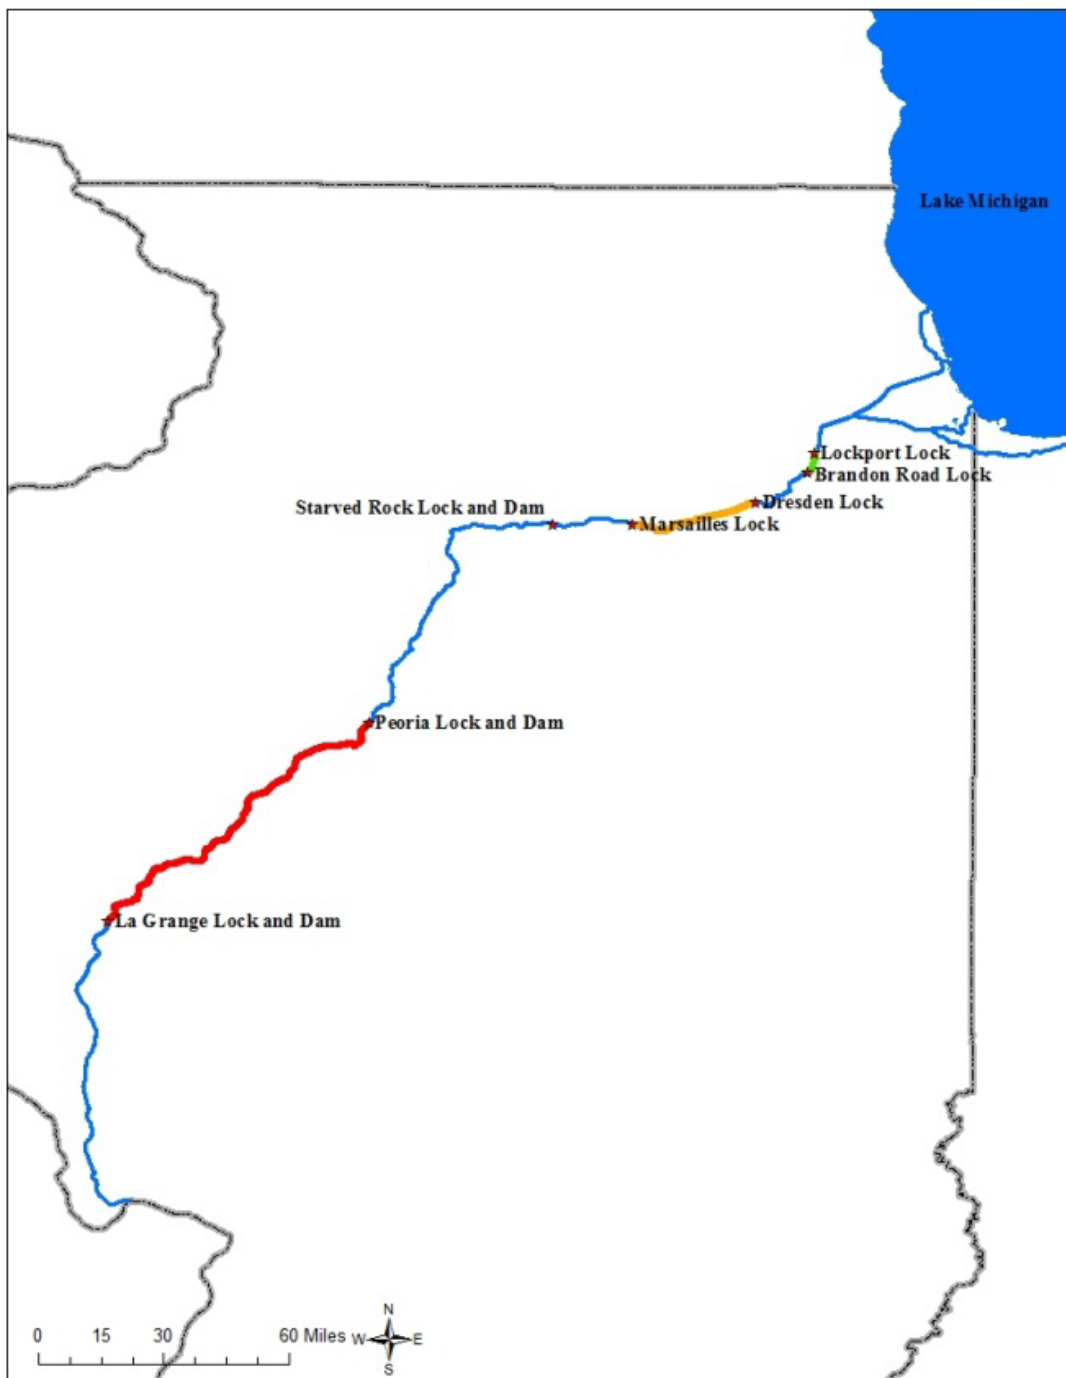 Lake Michigan
Lockport Lock
Brandon Road Lock
Dresden Lock
Starved Rock Lock and Dam
Marsailles Lock
Peoria Lock and Dam
La Grange Lock and Dam
N
0 15 30 60 Miles W E
S